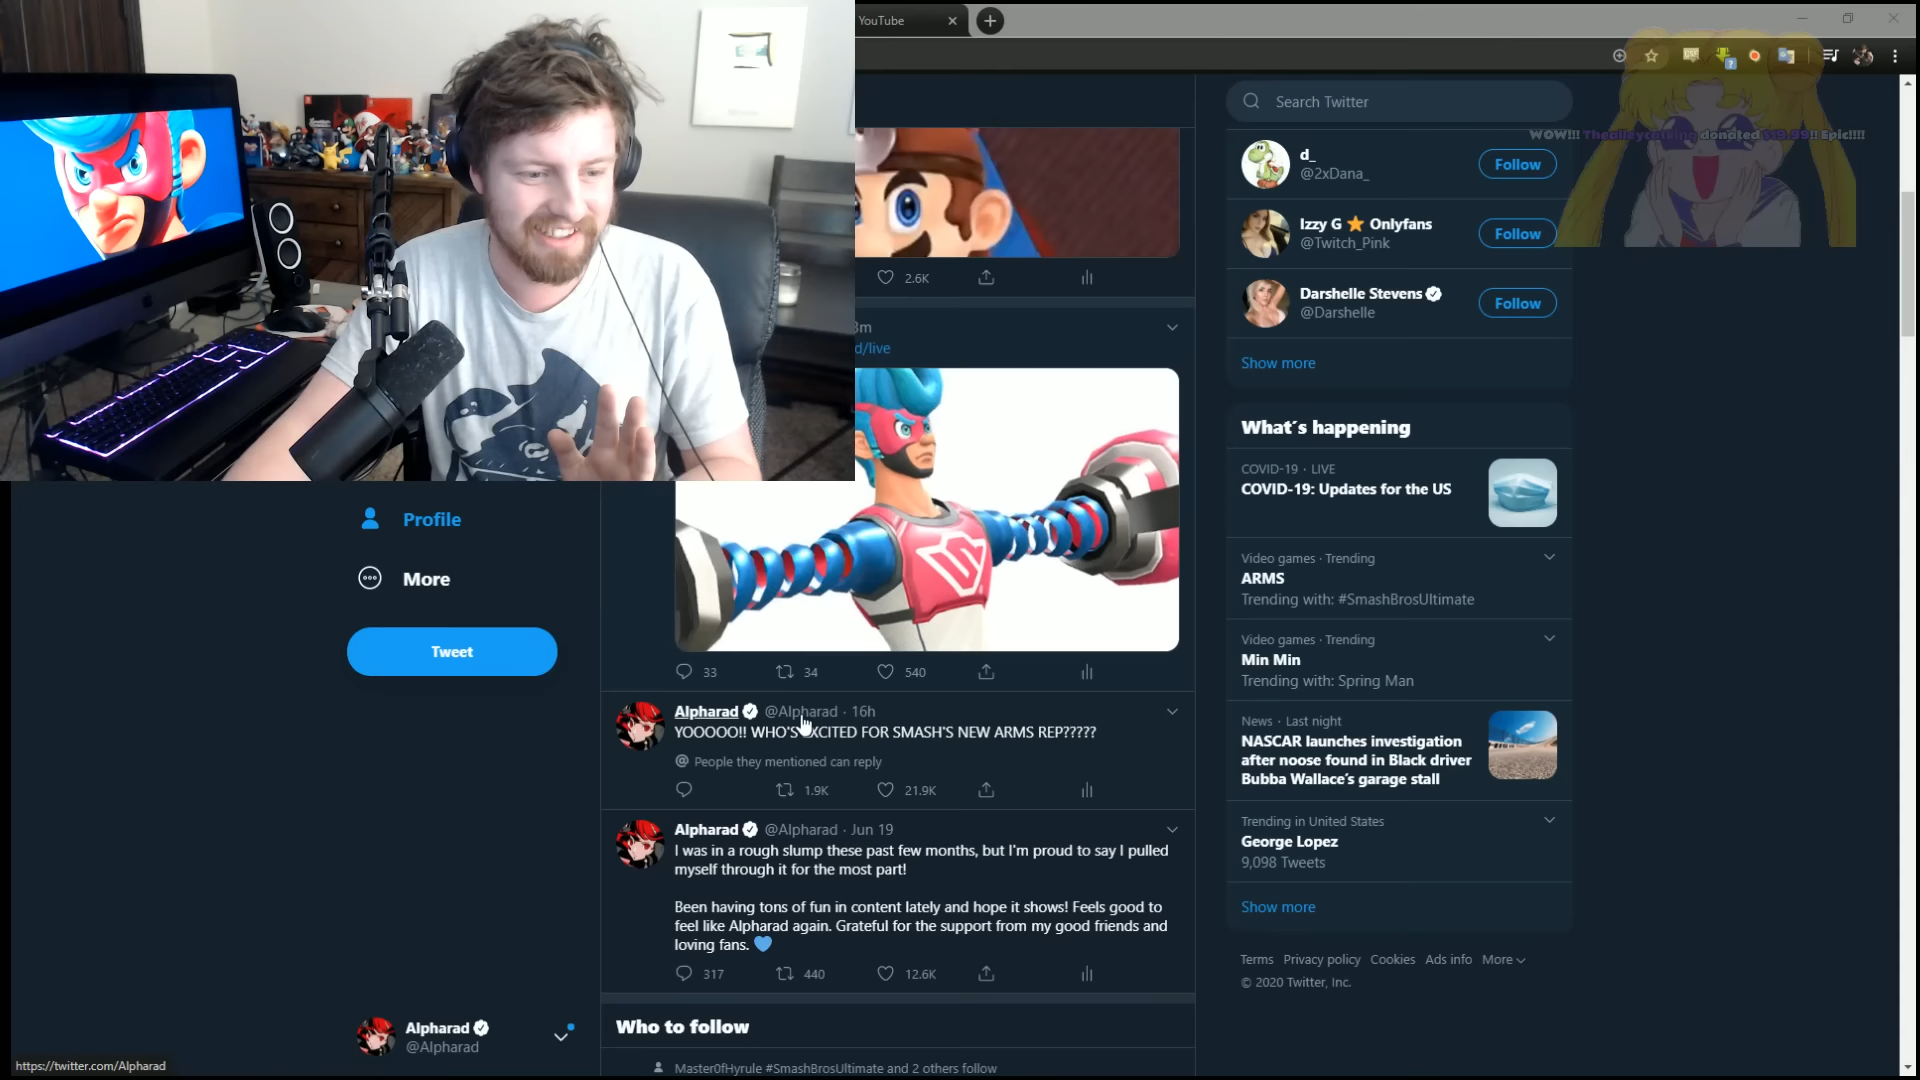 YouTube
Search Twitter
WOW!!! Thealleycatking donated $19.99!! Epic!!!!
d_
@2xDana_
Follow
Izzy G ⭐ Onlyfans
@Twitch_Pink
Follow
Darshelle Stevens
@Darshelle
Follow
Show more
2.6K
3m
d/live
33 34 540
Profile
More
Tweet
Alpharad @Alpharad · 16h
YOOOOO!! WHO'S EXCITED FOR SMASH'S NEW ARMS REP?????
@ People they mentioned can reply
1.9K 21.9K
Alpharad @Alpharad · Jun 19
I was in a rough slump these past few months, but I'm proud to say I pulled
myself through it for the most part!
Been having tons of fun in content lately and hope it shows! Feels good to
feel like Alpharad again. Grateful for the support from my good friends and
loving fans. 💙
317 440 12.6K
Who to follow
Master0fHyrule #SmashBrosUltimate and 2 others follow
What's happening
COVID-19 · LIVE
COVID-19: Updates for the US
Video games · Trending
ARMS
Trending with: #SmashBrosUltimate
Video games · Trending
Min Min
Trending with: Spring Man
News · Last night
NASCAR launches investigation
after noose found in Black driver
Bubba Wallace's garage stall
Trending in United States
George Lopez
9,098 Tweets
Show more
Terms Privacy policy Cookies Ads info More
© 2020 Twitter, Inc.
Alpharad
@Alpharad
https://twitter.com/Alpharad